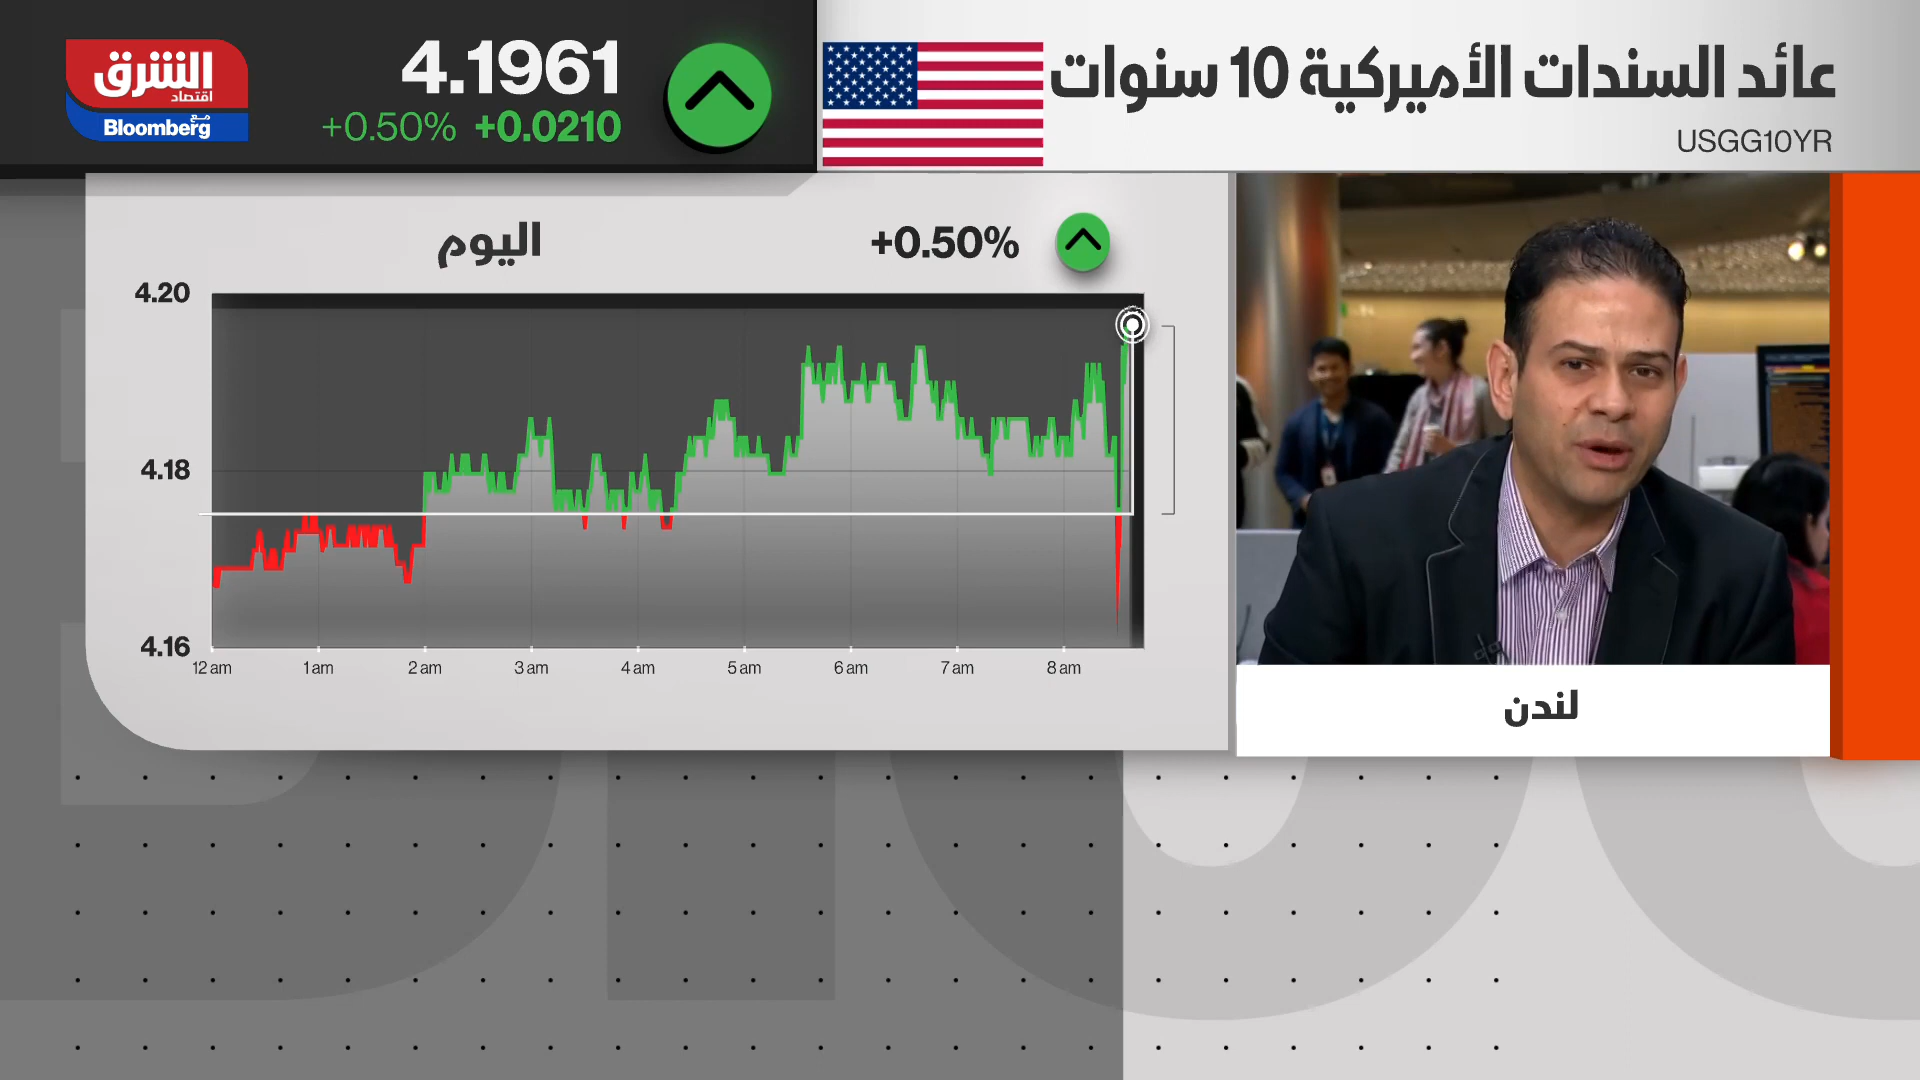 عائد السندات الأميركية 10 سنوات
USGG10YR
4.1961
+0.50% +0.0210
الشرق
اقتصاد
مع
Bloomberg
اليوم
+0.50%
4.20
4.18
4.16
12 am 1 am 2 am 3 am 4 am 5 am 6 am 7 am 8 am
لندن